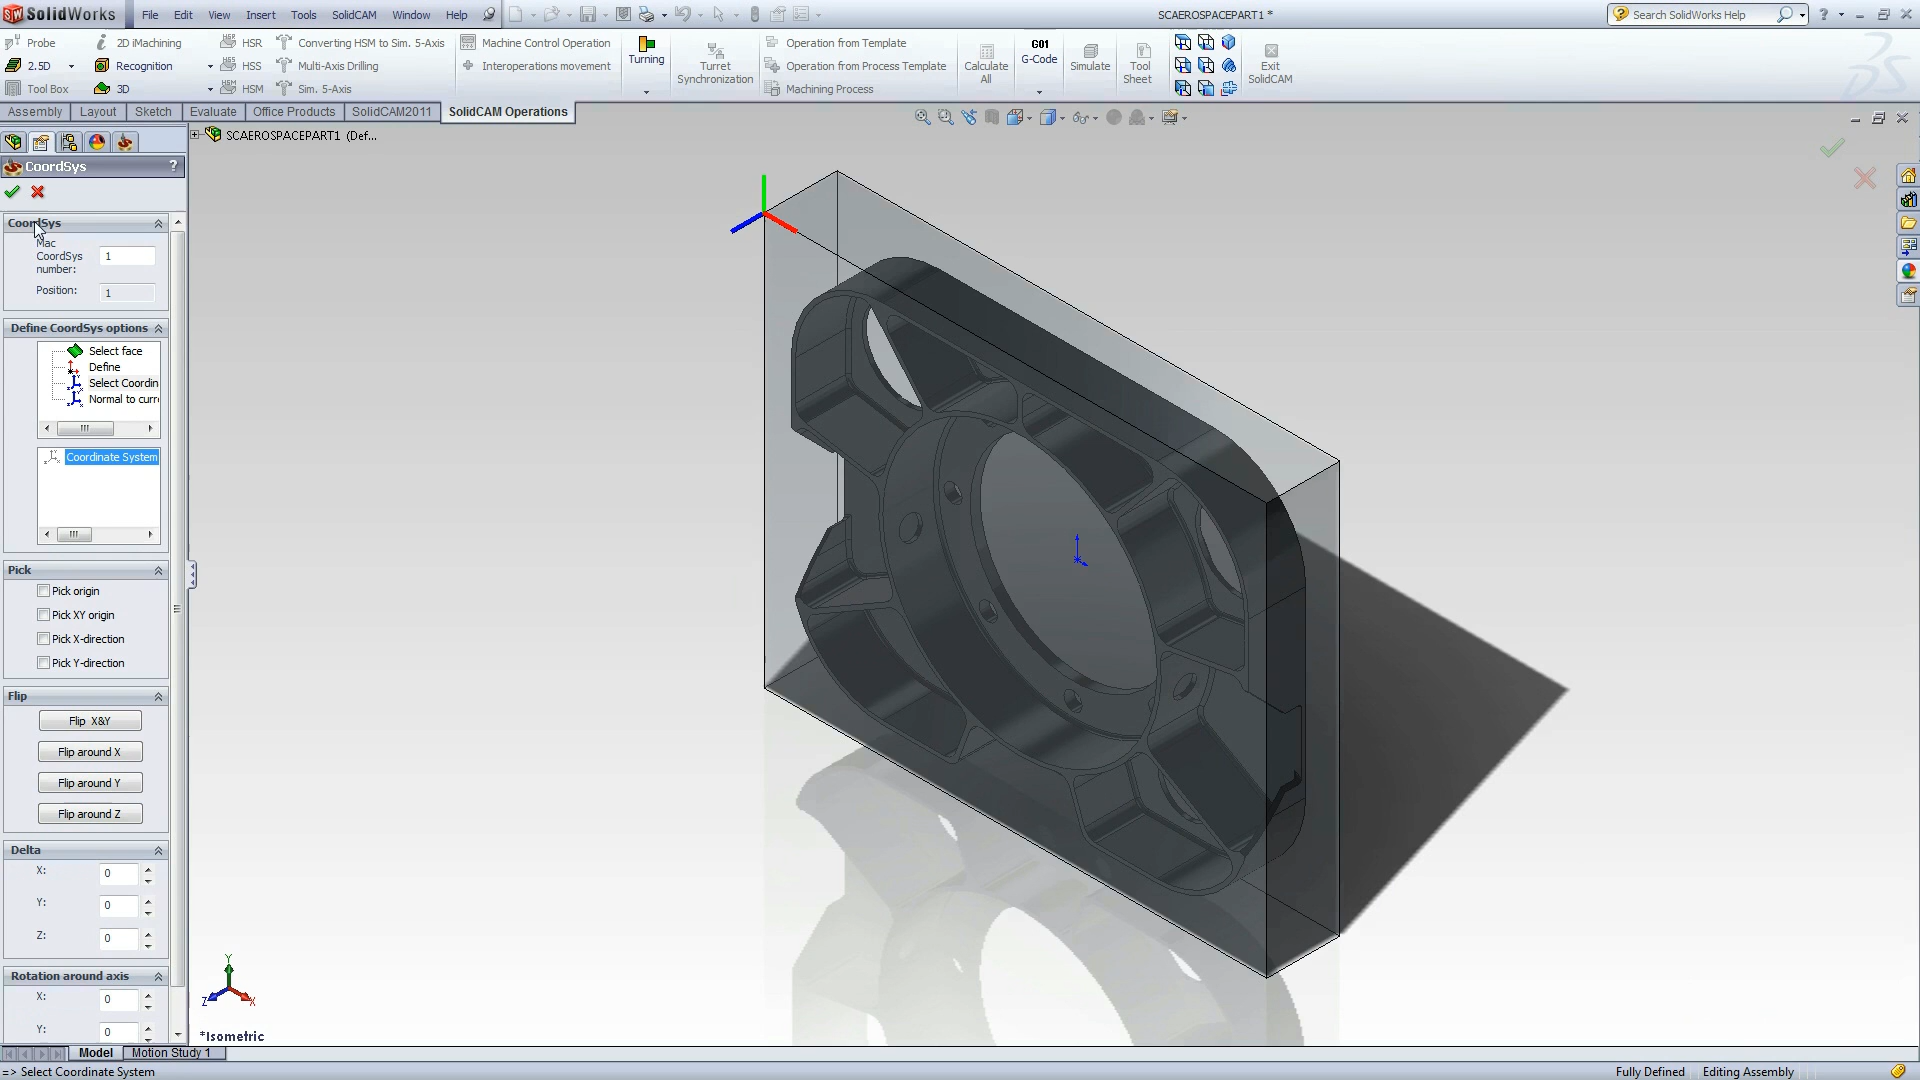 SolidWorks File Edit View Insert Tools SolidCAM Window Help SCAEROSPACEPART1 * Search SolidWorks Help
Probe 2D iMachining HSR Converting HSM to Sim. 5-Axis Machine Control Operation Operation from Template
2.5D Recognition HSS Multi-Axis Drilling Interoperations movement Operation from Process Template
Tool Box 3D HSM Sim. 5-Axis Machining Process
Turning
Turret
Synchronization
Calculate
All
G01
G-Code
Simulate
Tool
Sheet
Exit
SolidCAM
Assembly Layout Sketch Evaluate Office Products SolidCAM2011 SolidCAM Operations
SCAEROSPACEPART1 (Def...
CoordSys ?
CoordSys
Mac
CoordSys
number:
1
Position: 1
Define CoordSys options
Select face
Define
Select Coordin
Normal to curr
Coordinate System
Pick
Pick origin
Pick XY origin
Pick X-direction
Pick Y-direction
Flip
Flip X&Y
Flip around X
Flip around Y
Flip around Z
Delta
X: 0
Y: 0
Z: 0
Rotation around axis
X: 0
Y: 0
Y
Z X
*Isometric
Model Motion Study 1
=> Select Coordinate System Fully Defined Editing Assembly